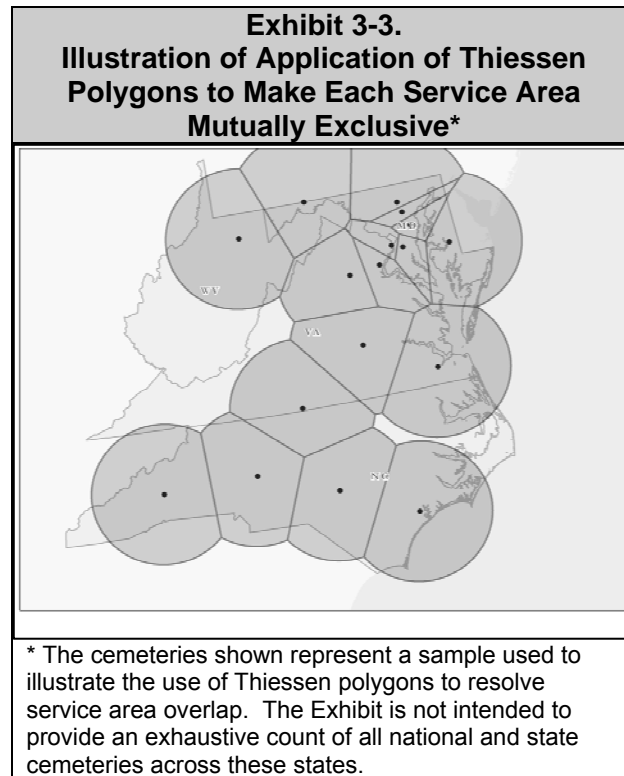 Exhibit 3-3.
Illustration of Application of Thiessen
Polygons to Make Each Service Area
Mutually Exclusive*
MD
WV
VA
NC
* The cemeteries shown represent a sample used to
illustrate the use of Thiessen polygons to resolve
service area overlap. The Exhibit is not intended to
provide an exhaustive count of all national and state
cemeteries across these states.